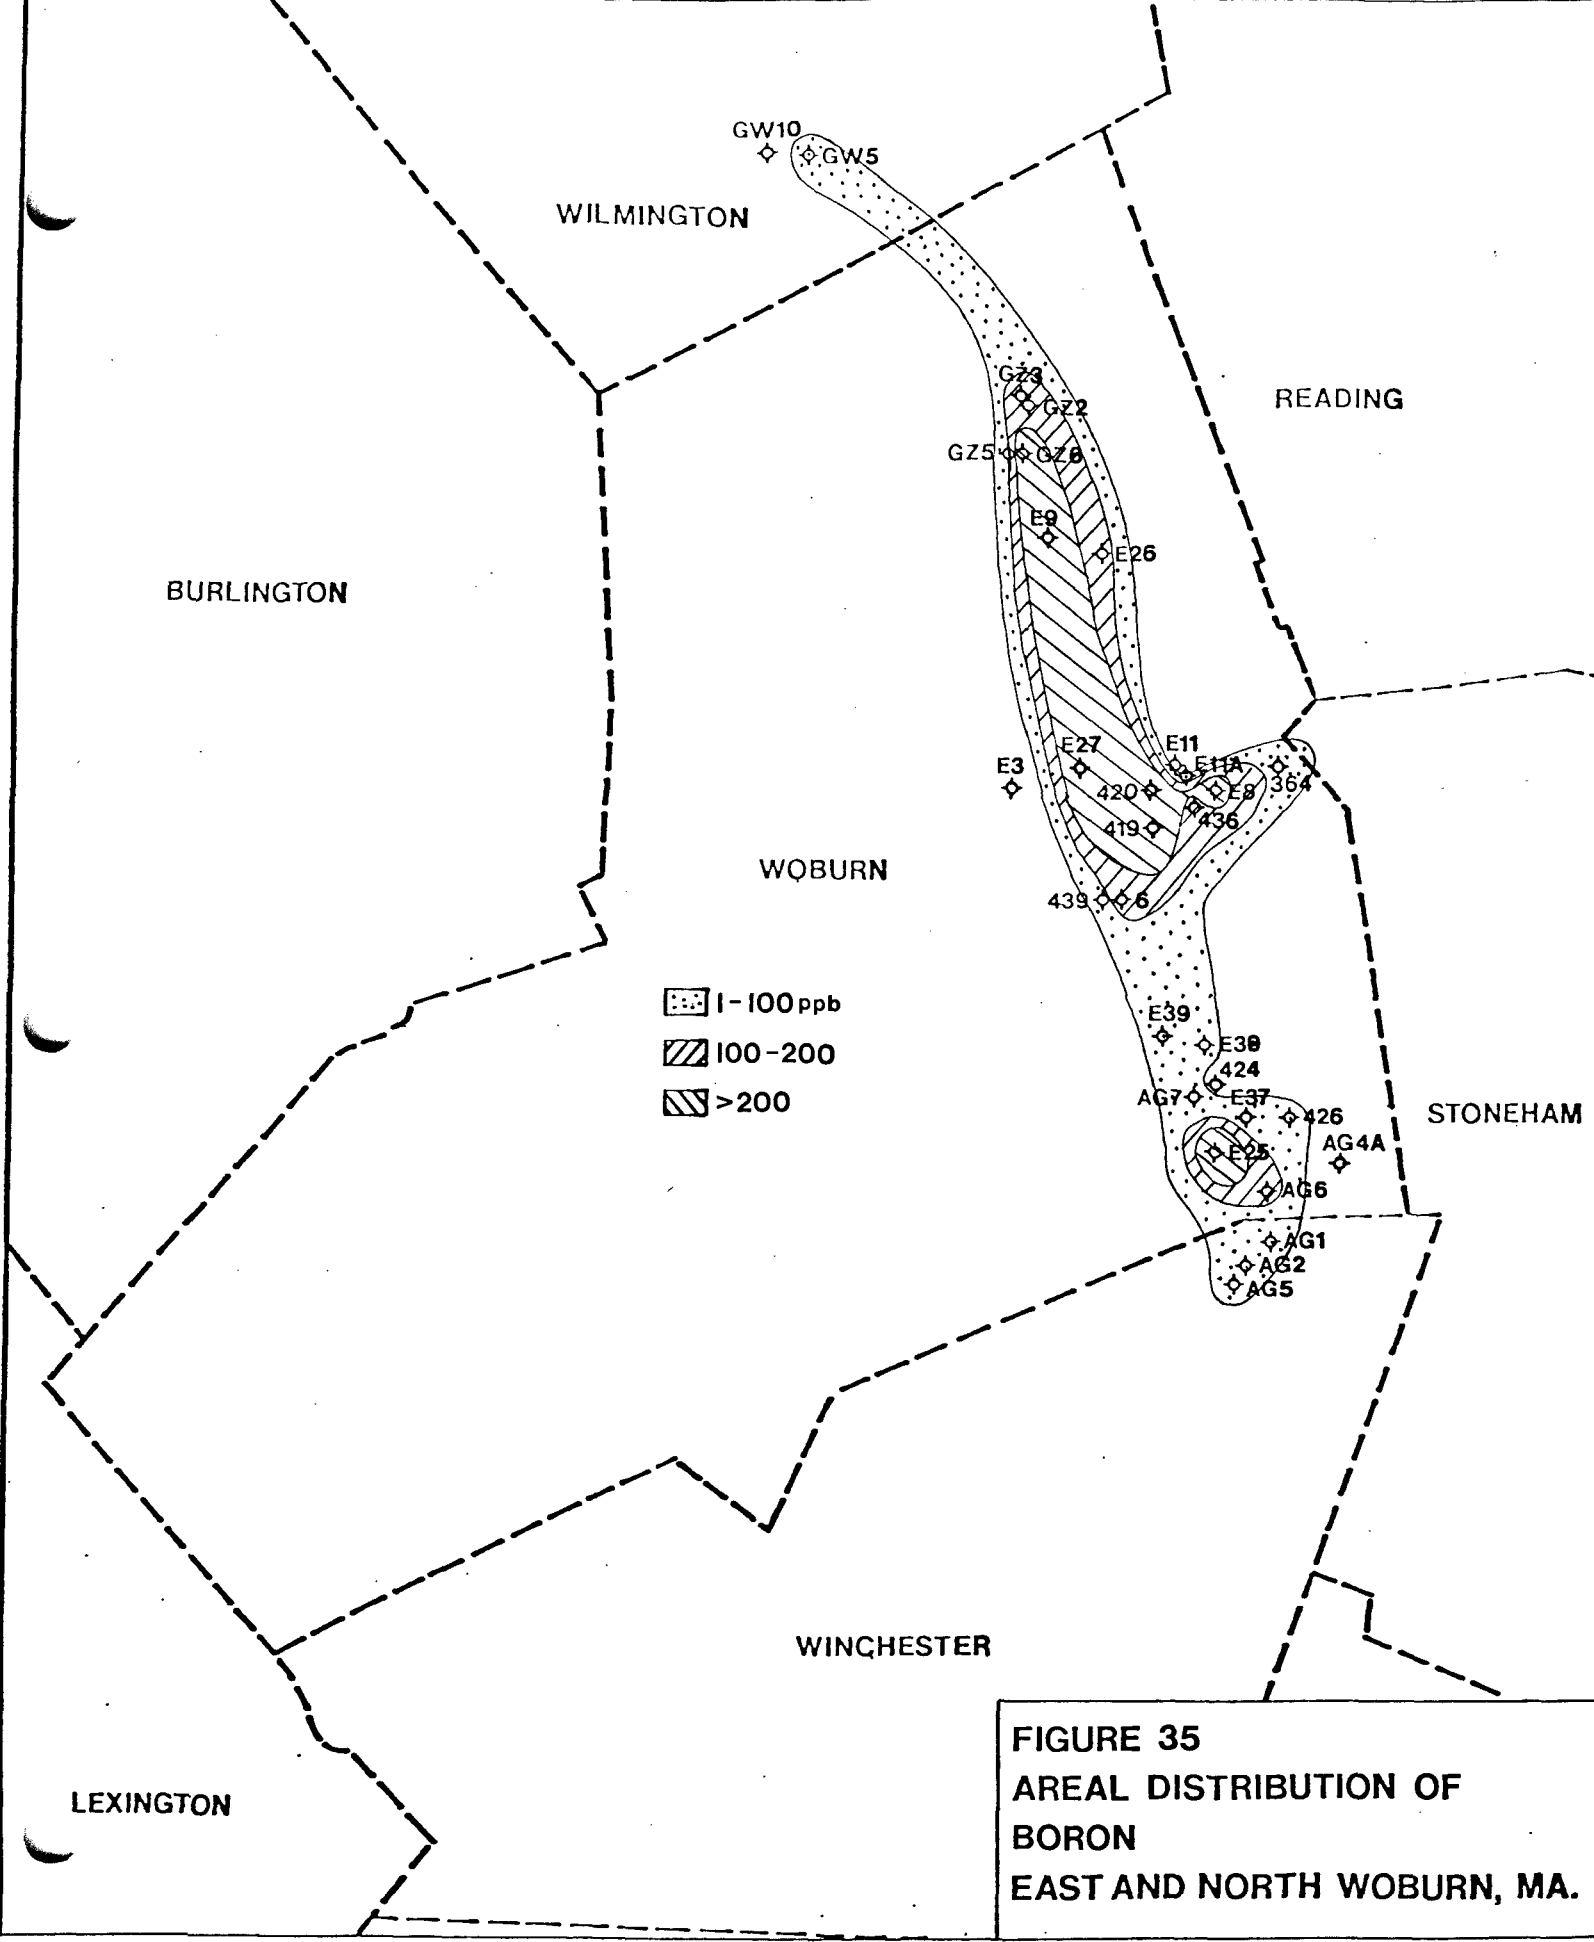 GW10
GW5
WILMINGTON
READING
GZ3
GZ2
GZ5
GZ6
E9
E26
BURLINGTON
E11
E11A
E27
E3
364
420
E8
436
419
WOBURN
439
6
1-100 ppb
100-200
>200
E39
E38
424
AG7
E37
426
STONEHAM
AG4A
E25
AG6
AG1
AG2
AG5
WINCHESTER
LEXINGTON
FIGURE 35
AREAL DISTRIBUTION OF
BORON
EAST AND NORTH WOBURN, MA.